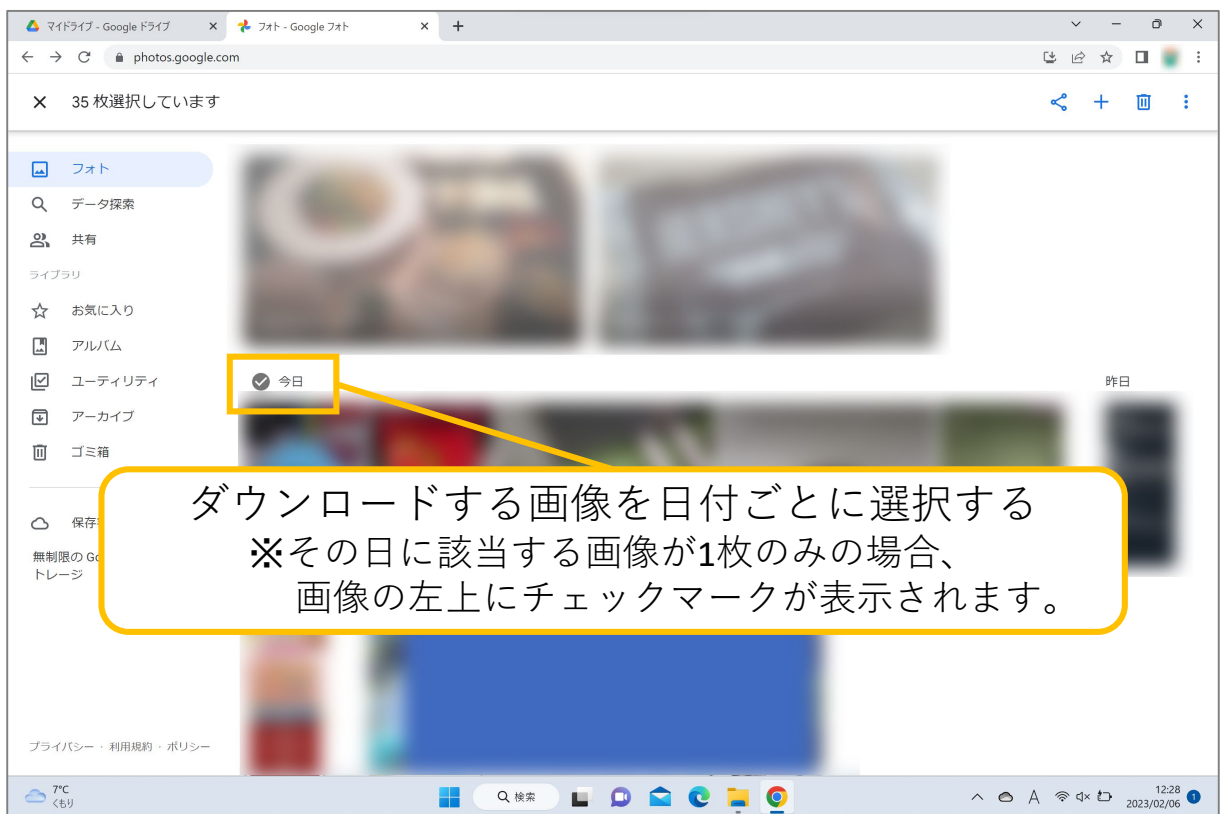 マイドライブ - Google ドライブ
フォト - Google フォト
photos.google.com
35 枚選択しています
フォト
データ探索
共有
ライブラリ
お気に入り
アルバム
ユーティリティ
アーカイブ
ゴミ箱
今日
昨日
ダウンロードする画像を日付ごとに選択する
※その日に該当する画像が1枚のみの場合、
画像の左上にチェックマークが表示されます。
保存
無制限の Go
トレージ
プライバシー · 利用規約 · ポリシー
7°C
くもり
検索
A
12:28
2023/02/06
1